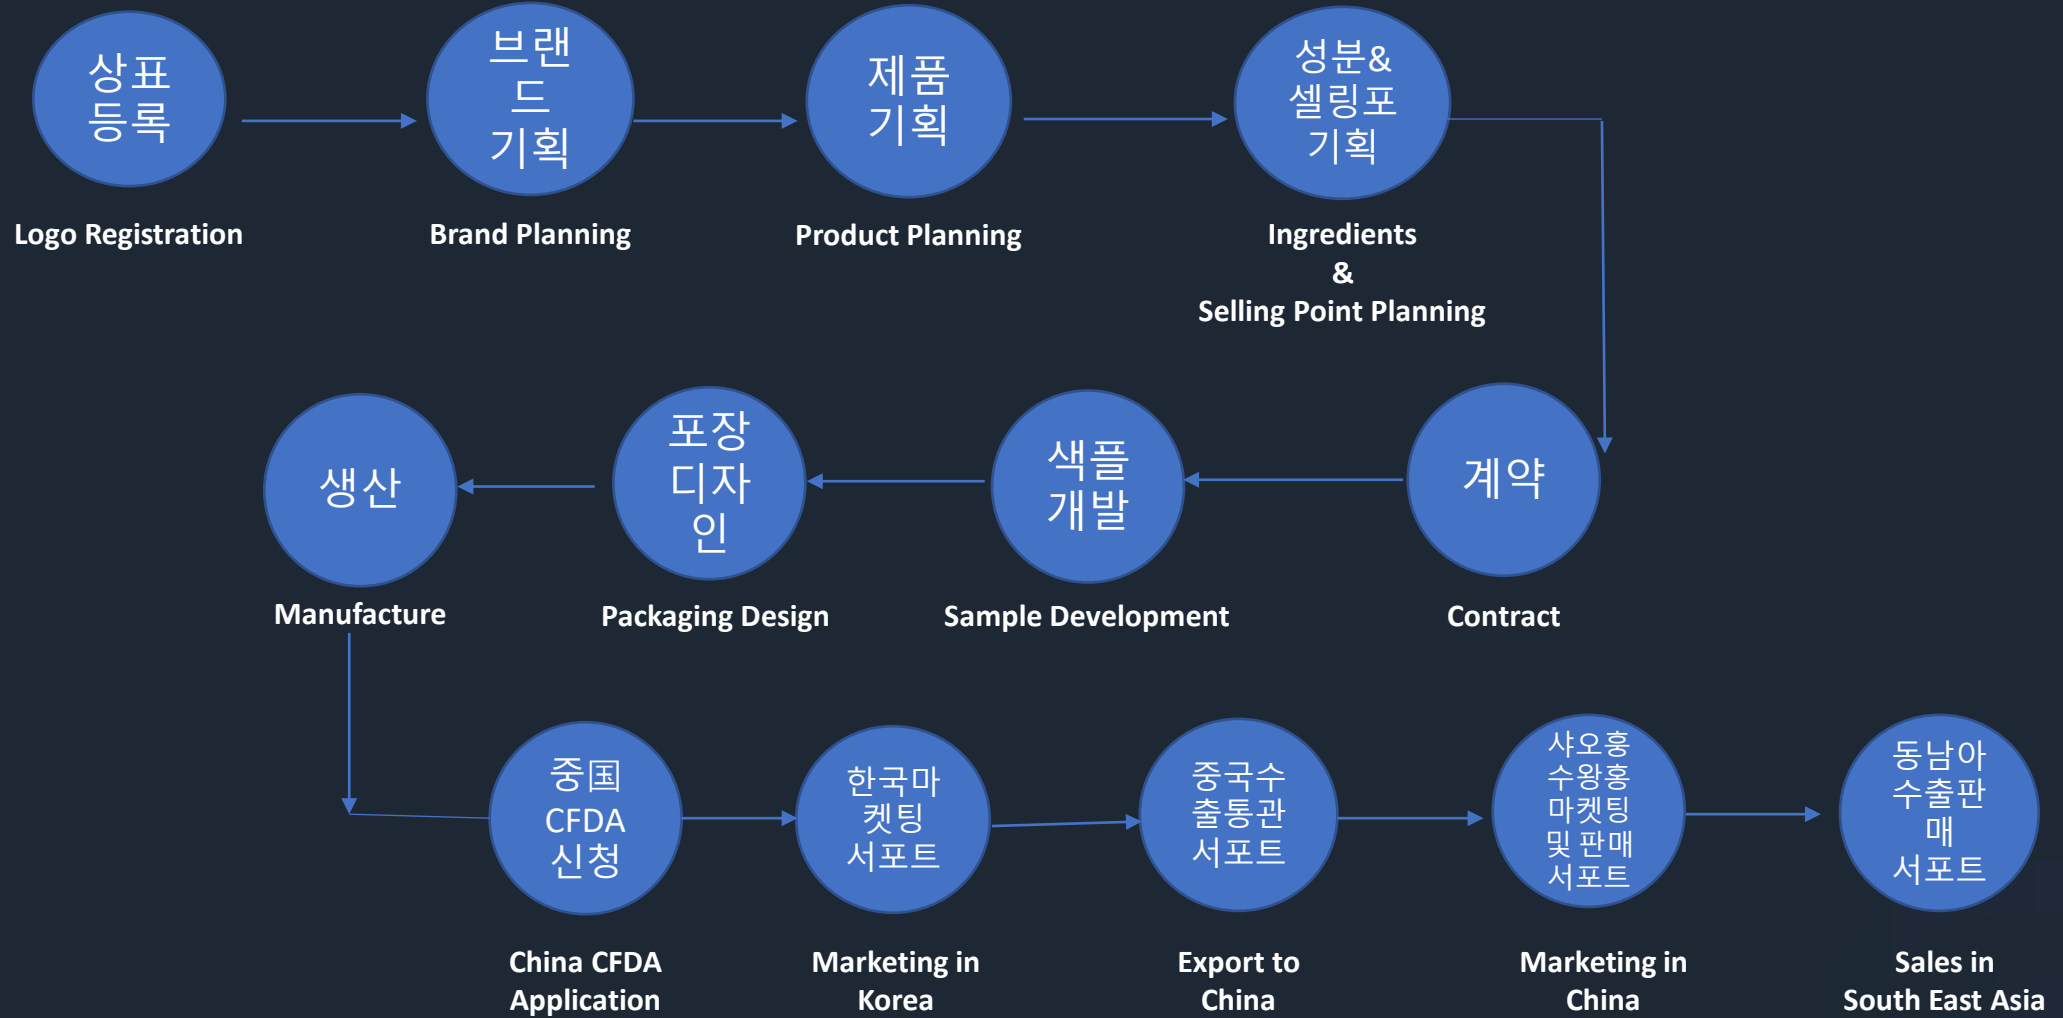 상표
등록
브랜
드
기획
제품
기획
성분&
셀링포
기획
Logo Registration
Brand Planning
Product Planning
Ingredients
&
Selling Point Planning
생산
포장
디자
인
색플
개발
계약
Manufacture
Packaging Design
Sample Development
Contract
중国
CFDA
신청
한국마
켓팅
서포트
중국수
출통관
서포트
샤오홍
수왕홍
마켓팅
및 판매
서포트
동남아
수출판
매
서포트
China CFDA
Application
Marketing in
Korea
Export to
China
Marketing in
China
Sales in
South East Asia